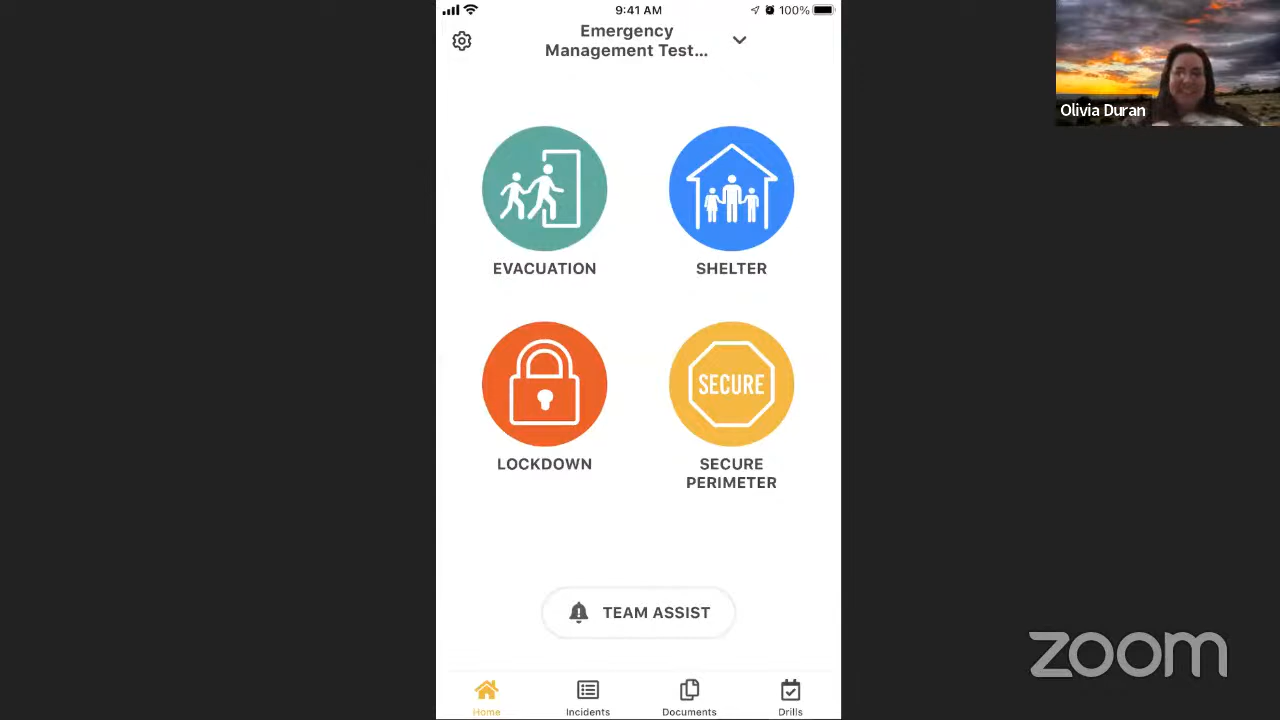 9:41 AM
100%
Emergency
Management Test...
Olivia Duran
EVACUATION
SHELTER
SECURE
LOCKDOWN
SECURE
PERIMETER
TEAM ASSIST
zoom
Home
Incidents
Documents
Drills